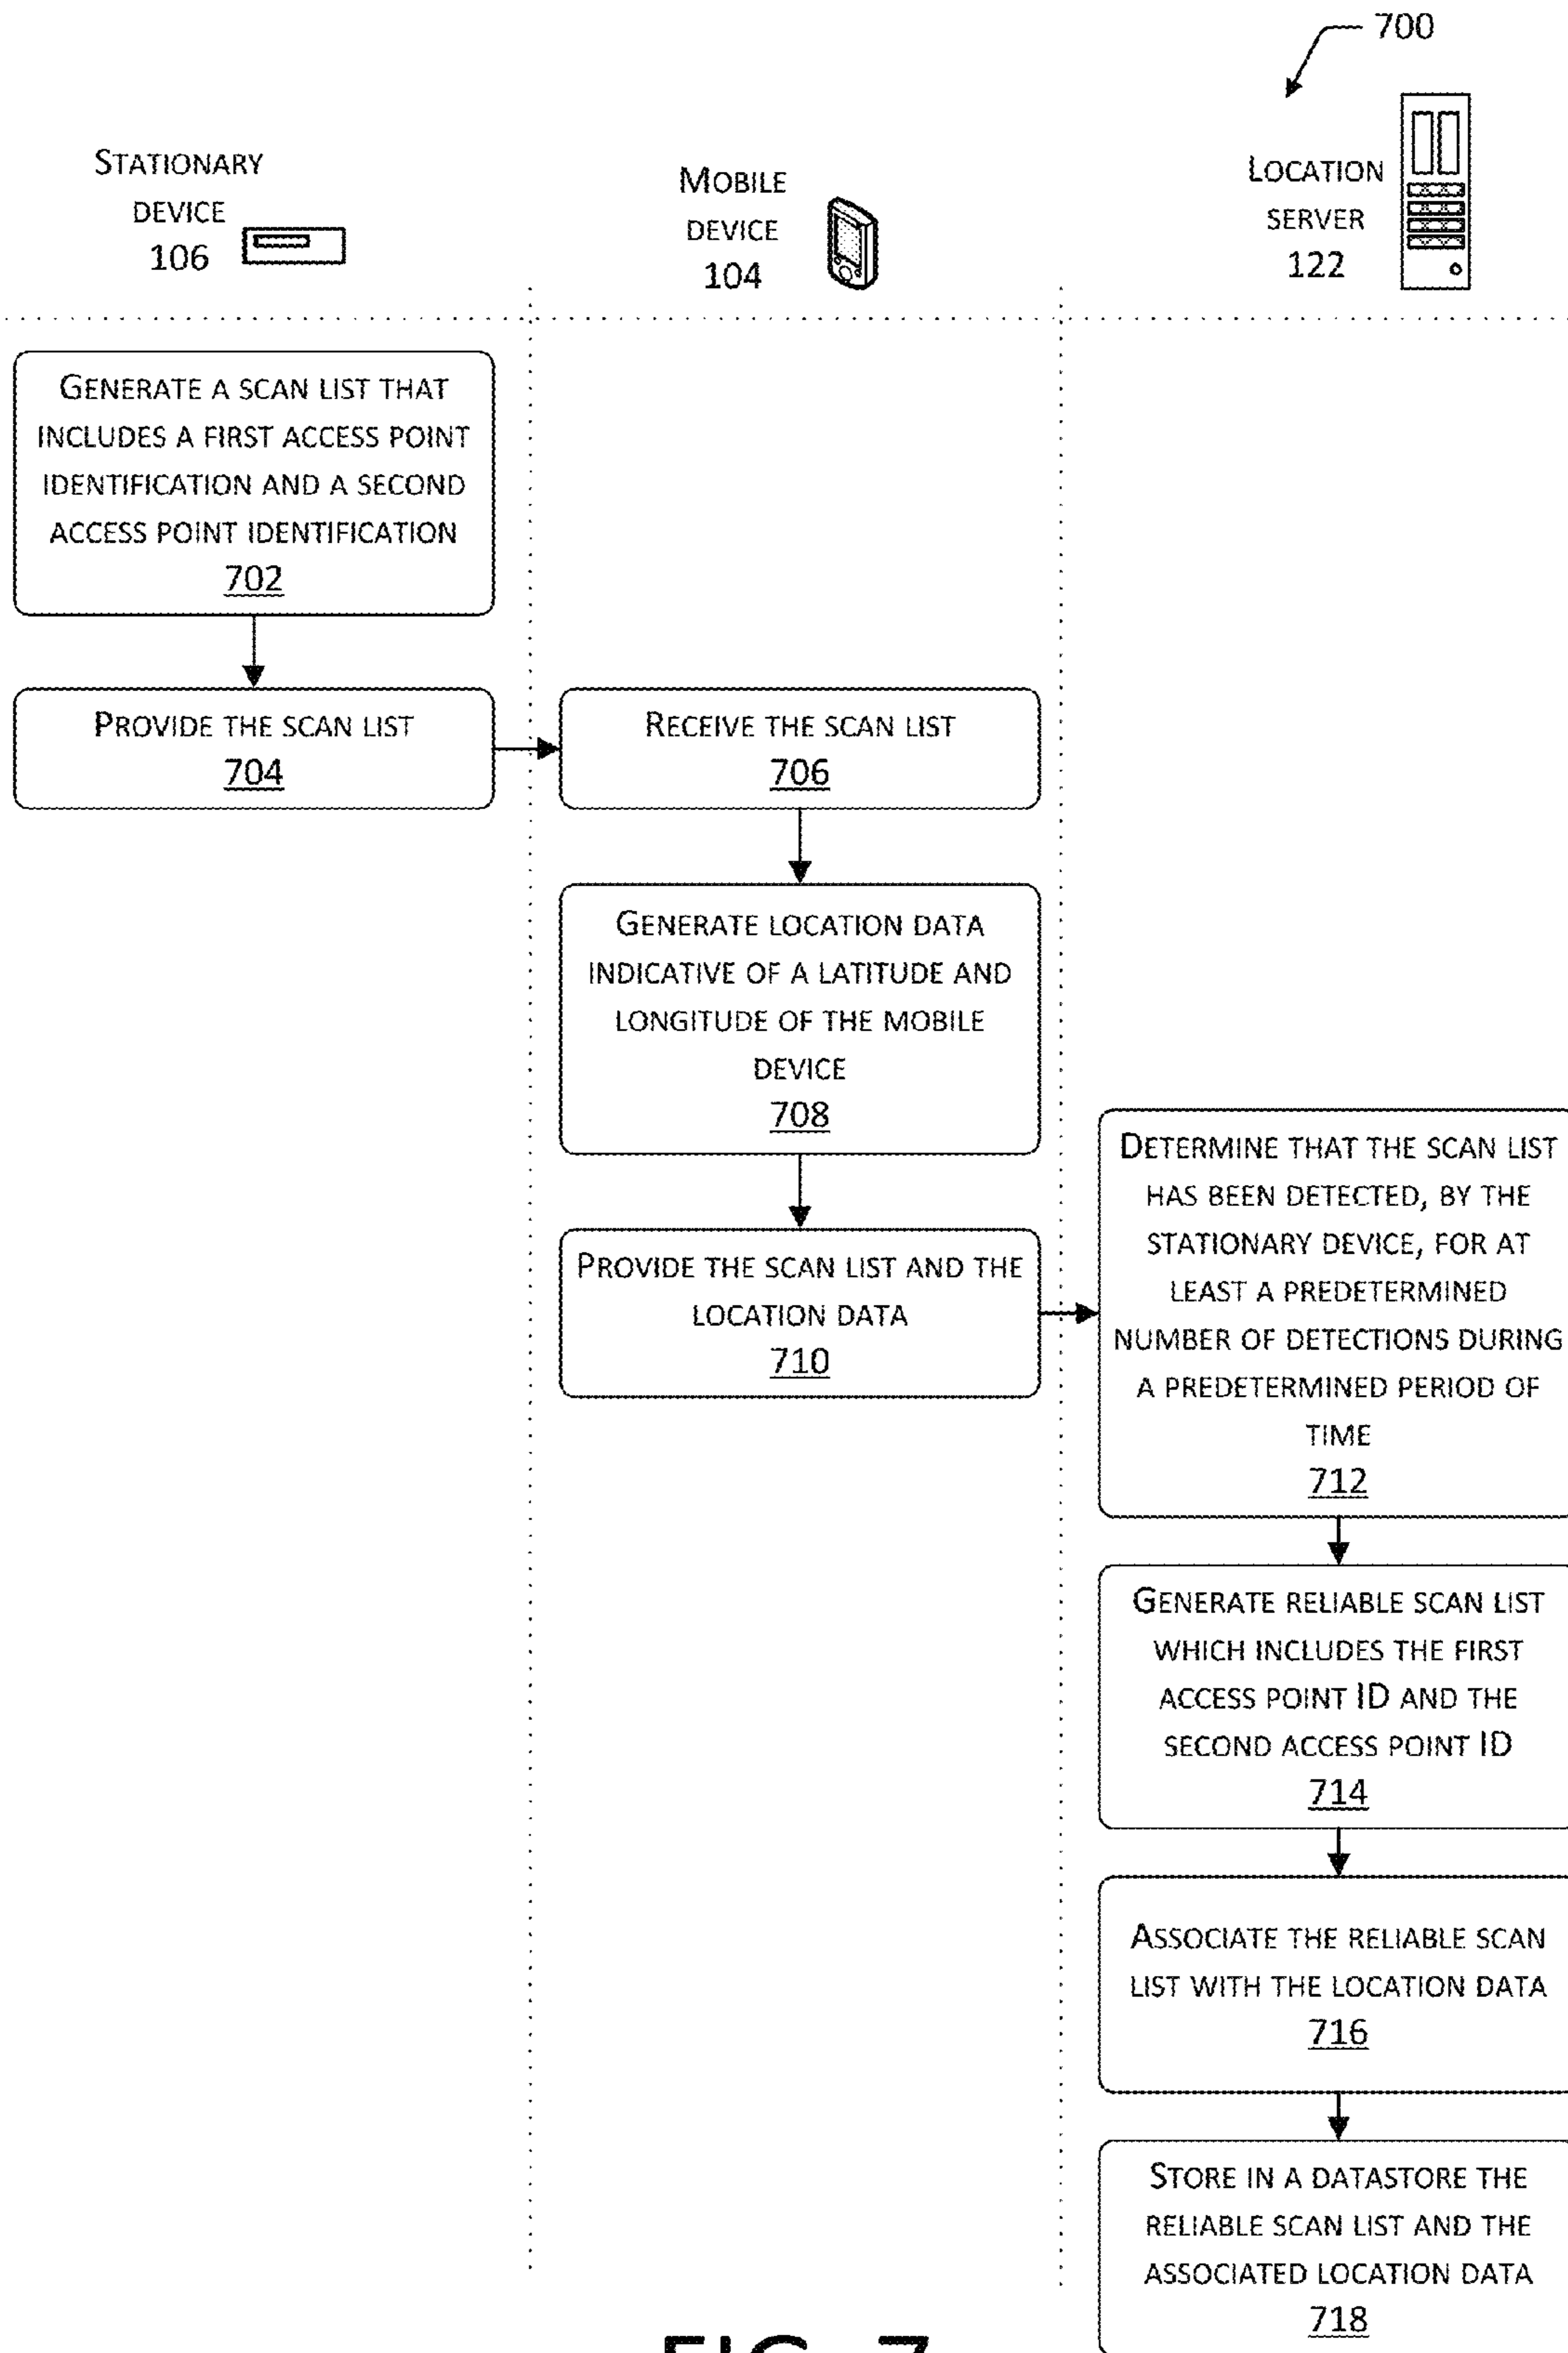 700
STATIONARY
DEVICE
106
MOBILE
DEVICE
104
LOCATION
SERVER
122
GENERATE A SCAN LIST THAT
INCLUDES A FIRST ACCESS POINT
IDENTIFICATION AND A SECOND
ACCESS POINT IDENTIFICATION
702
PROVIDE THE SCAN LIST
704
RECEIVE THE SCAN LIST
706
GENERATE LOCATION DATA
INDICATIVE OF A LATITUDE AND
LONGITUDE OF THE MOBILE
DEVICE
708
PROVIDE THE SCAN LIST AND THE
LOCATION DATA
710
DETERMINE THAT THE SCAN LIST
HAS BEEN DETECTED, BY THE
STATIONARY DEVICE, FOR AT
LEAST A PREDETERMINED
NUMBER OF DETECTIONS DURING
A PREDETERMINED PERIOD OF
TIME
712
GENERATE RELIABLE SCAN LIST
WHICH INCLUDES THE FIRST
ACCESS POINT ID AND THE
SECOND ACCESS POINT ID
714
ASSOCIATE THE RELIABLE SCAN
LIST WITH THE LOCATION DATA
716
STORE IN A DATASTORE THE
RELIABLE SCAN LIST AND THE
ASSOCIATED LOCATION DATA
718
FIG. 7